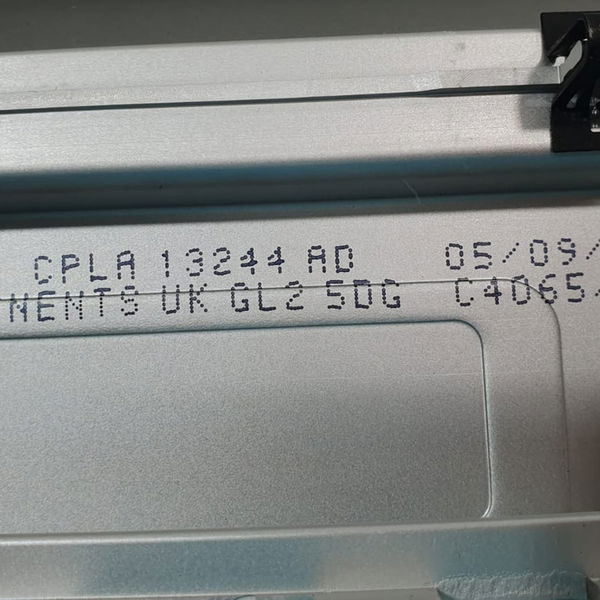 CPLA 13244 AD 05/09/
NENTS UK GL2 5DG C4065/